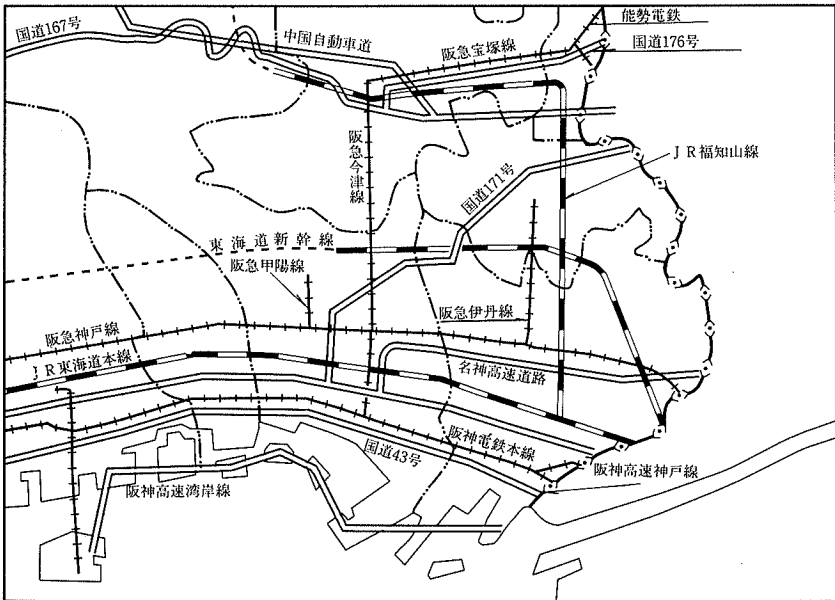 国道167号
中国自動車道
阪急宝塚線
能勢電鉄
国道176号
阪急今津線
国道171号
JR福知山線
東海道新幹線
阪急甲陽線
阪急伊丹線
阪急神戸線
JR東海道本線
名神高速道路
国道43号
阪神電鉄本線
阪神高速神戸線
阪神高速湾岸線